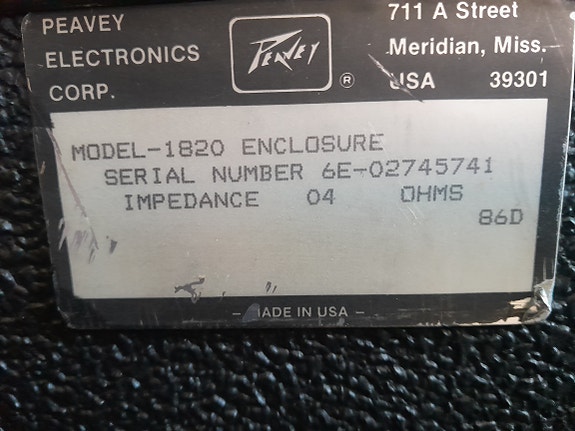 PEAVEY
ELECTRONICS
CORP.
PEAVEY
®
711 A Street
Meridian, Miss.
USA 39301
MODEL-1820 ENCLOSURE
SERIAL NUMBER 6E-02745741
IMPEDANCE 04 OHMS
86D
- MADE IN USA -